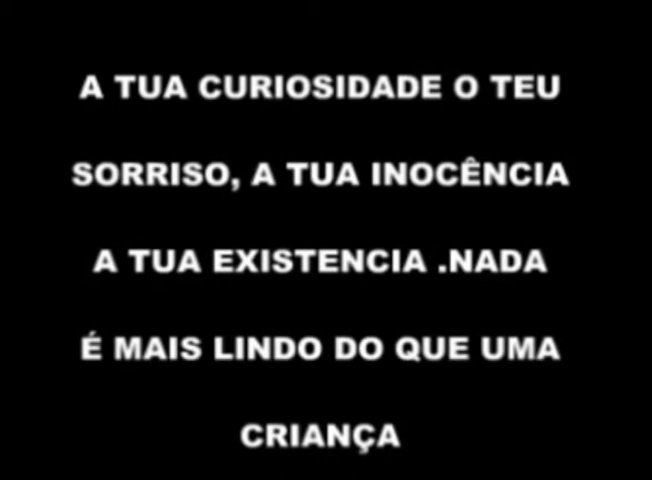 A TUA CURIOSIDADE O TEU
SORRISO, A TUA INOCÊNCIA
A TUA EXISTENCIA .NADA
É MAIS LINDO DO QUE UMA
CRIANÇA